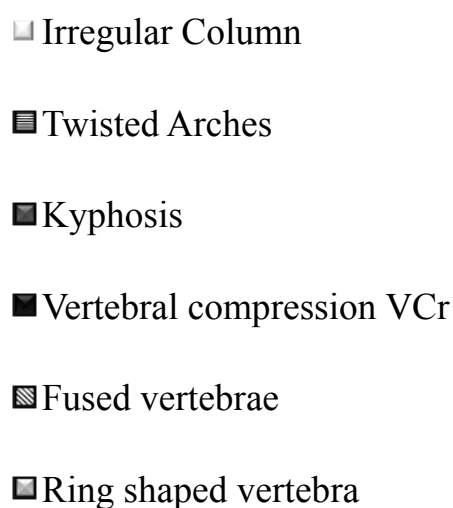 Irregular Column
Twisted Arches
Kyphosis
Vertebral compression VCr
Fused vertebrae
Ring shaped vertebra